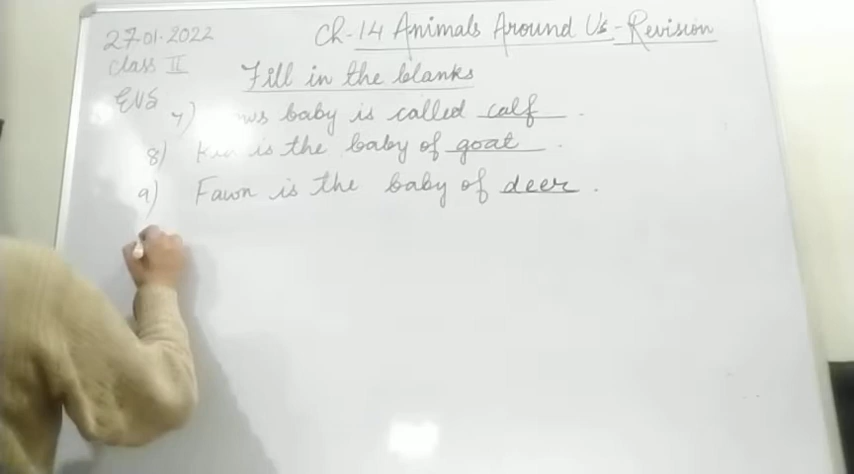 27.01.2022 Ch-14 Animals Around Us - Revision
Class II
Fill in the blanks
EVS
7) baby is called calf.
8) is the baby of goat.
9) Fawn is the baby of deer.